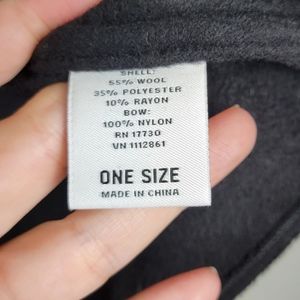 SHELL:
55% WOOL
35% POLYESTER
10% RAYON
BOW:
100% NYLON
RN 17730
VN 1112861
ONE SIZE
MADE IN CHINA